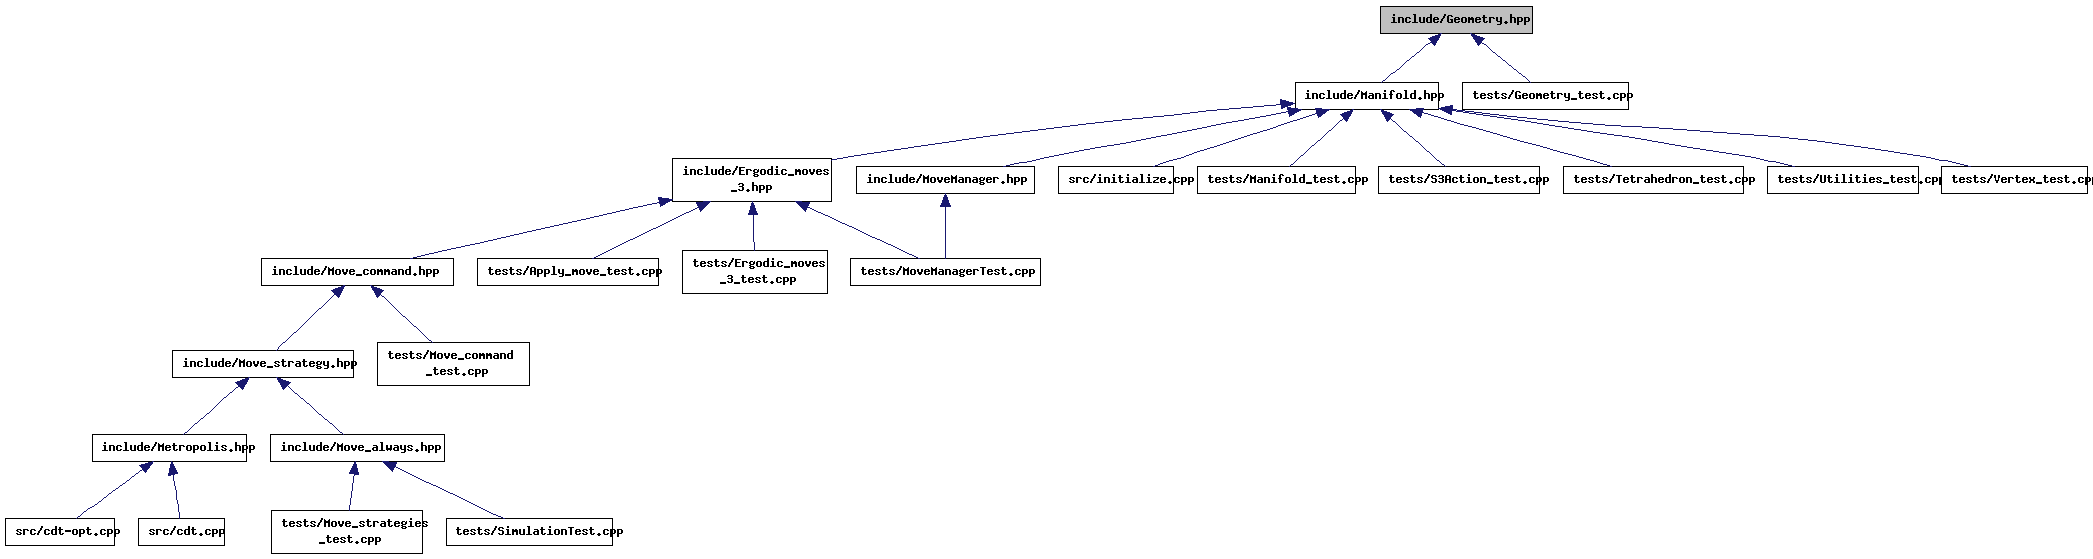 include/Geometry.hpp
include/Manifold.hpp
tests/Geometry_test.cpp
include/Ergodic_moves
_3.hpp
include/MoveManager.hpp
src/initialize.cpp
tests/Manifold_test.cpp
tests/S3Action_test.cpp
tests/Tetrahedron_test.cpp
tests/Utilities_test.cpp
tests/Vertex_test.cpp
include/Move_command.hpp
tests/Apply_move_test.cpp
tests/Ergodic_moves
_3_test.cpp
tests/MoveManagerTest.cpp
include/Move_strategy.hpp
tests/Move_command
_test.cpp
include/Metropolis.hpp
include/Move_always.hpp
src/cdt-opt.cpp
src/cdt.cpp
tests/Move_strategies
_test.cpp
tests/SimulationTest.cpp